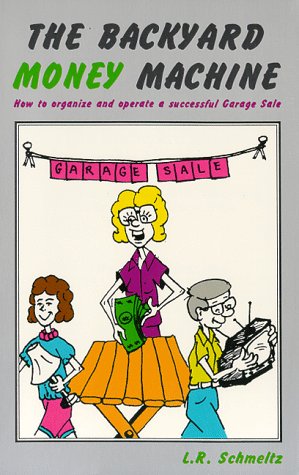 THE BACKYARD
MONEY MACHINE
How to organize and operate a successful Garage Sale
GARAGE SALE
L.R. Schmeltz